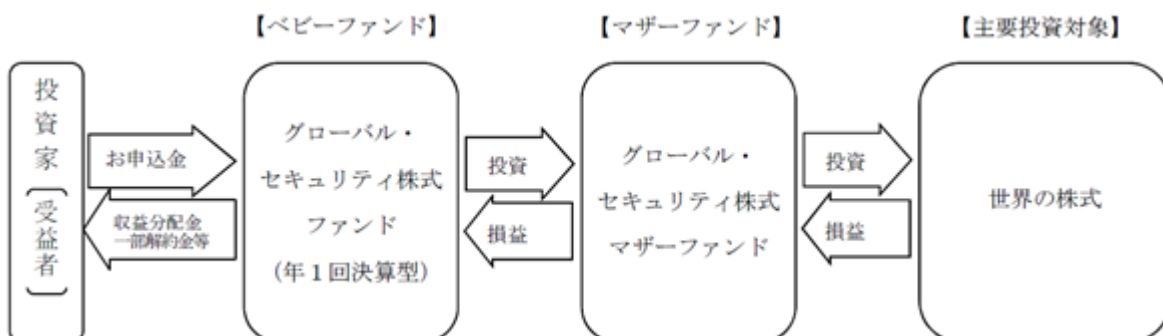 【ベビーファンド】
【マザーファンド】
【主要投資対象】
投資家（受益者）
お申込金
収益分配金
一部解約金等
グローバル・
セキュリティ株式
ファンド
（年１回決算型）
投資
損益
グローバル・
セキュリティ株式
マザーファンド
投資
損益
世界の株式